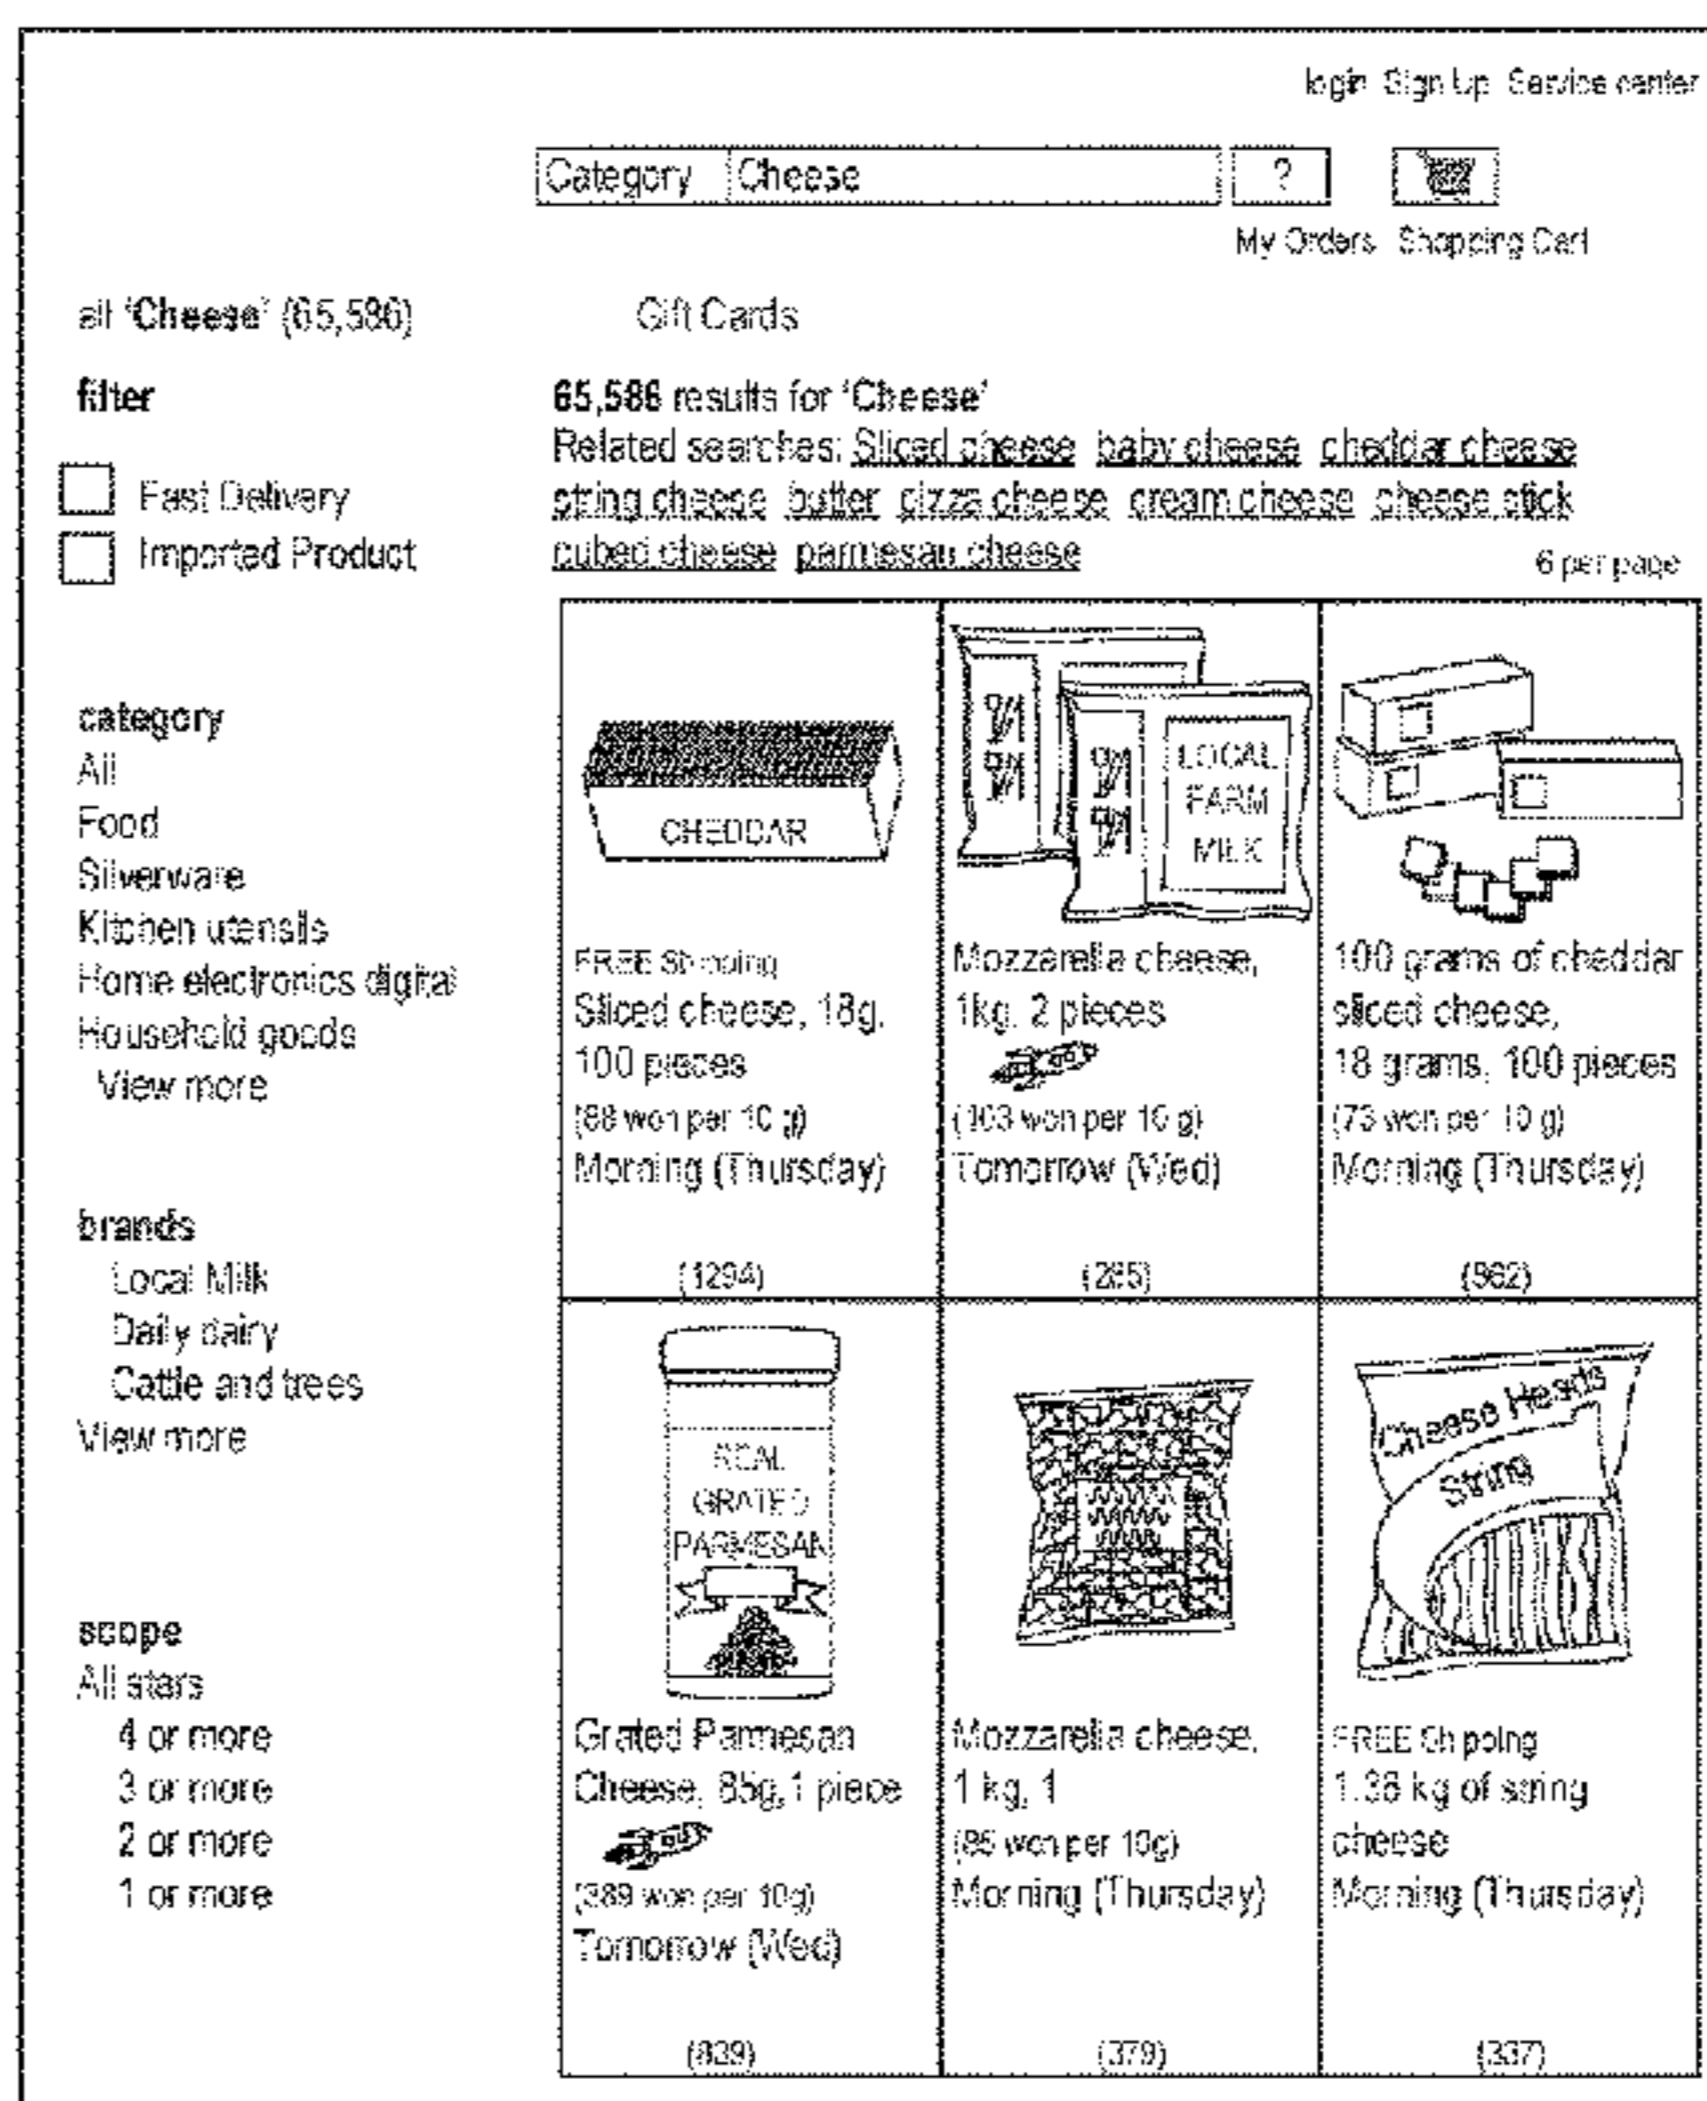 login Sign Up Service center
Category Cheese ?
My Orders Shopping Cart
all 'Cheese' (65,586) Gift Cards
filter
Fast Delivery
Imported Product
category
All
Food
Silverware
Kitchen utensils
Home electronics digital
Household goods
View more
brands
Local Milk
Daily dairy
Cattle and trees
View more
scope
All stars
4 or more
3 or more
2 or more
1 or more
65,586 results for 'Cheese'
Related searches: Sliced cheese baby cheese cheddar cheese
string cheese butter pizza cheese cream cheese cheese stick
cubed cheese parmesan cheese
6 per page
CHEDDAR
FREE Shipping
Sliced cheese, 18g,
100 pieces
(88 won per 10 g)
Morning (Thursday)
(1294)
LOCAL
FARM
MILK
Mozzarella cheese,
1kg, 2 pieces
(103 won per 10 g)
Tomorrow (Wed)
(285)
100 grams of cheddar
sliced cheese,
18 grams, 100 pieces
(73 won per 10 g)
Morning (Thursday)
(862)
REAL
GRATED
PARMESAN
Grated Parmesan
Cheese, 85g, 1 piece
(389 won per 10g)
Tomorrow (Wed)
(839)
Mozzarella cheese,
1 kg, 1
(85 won per 10g)
Morning (Thursday)
(379)
Cheese Heads
String
FREE Shipping
1.36 kg of string
cheese
Morning (Thursday)
(337)